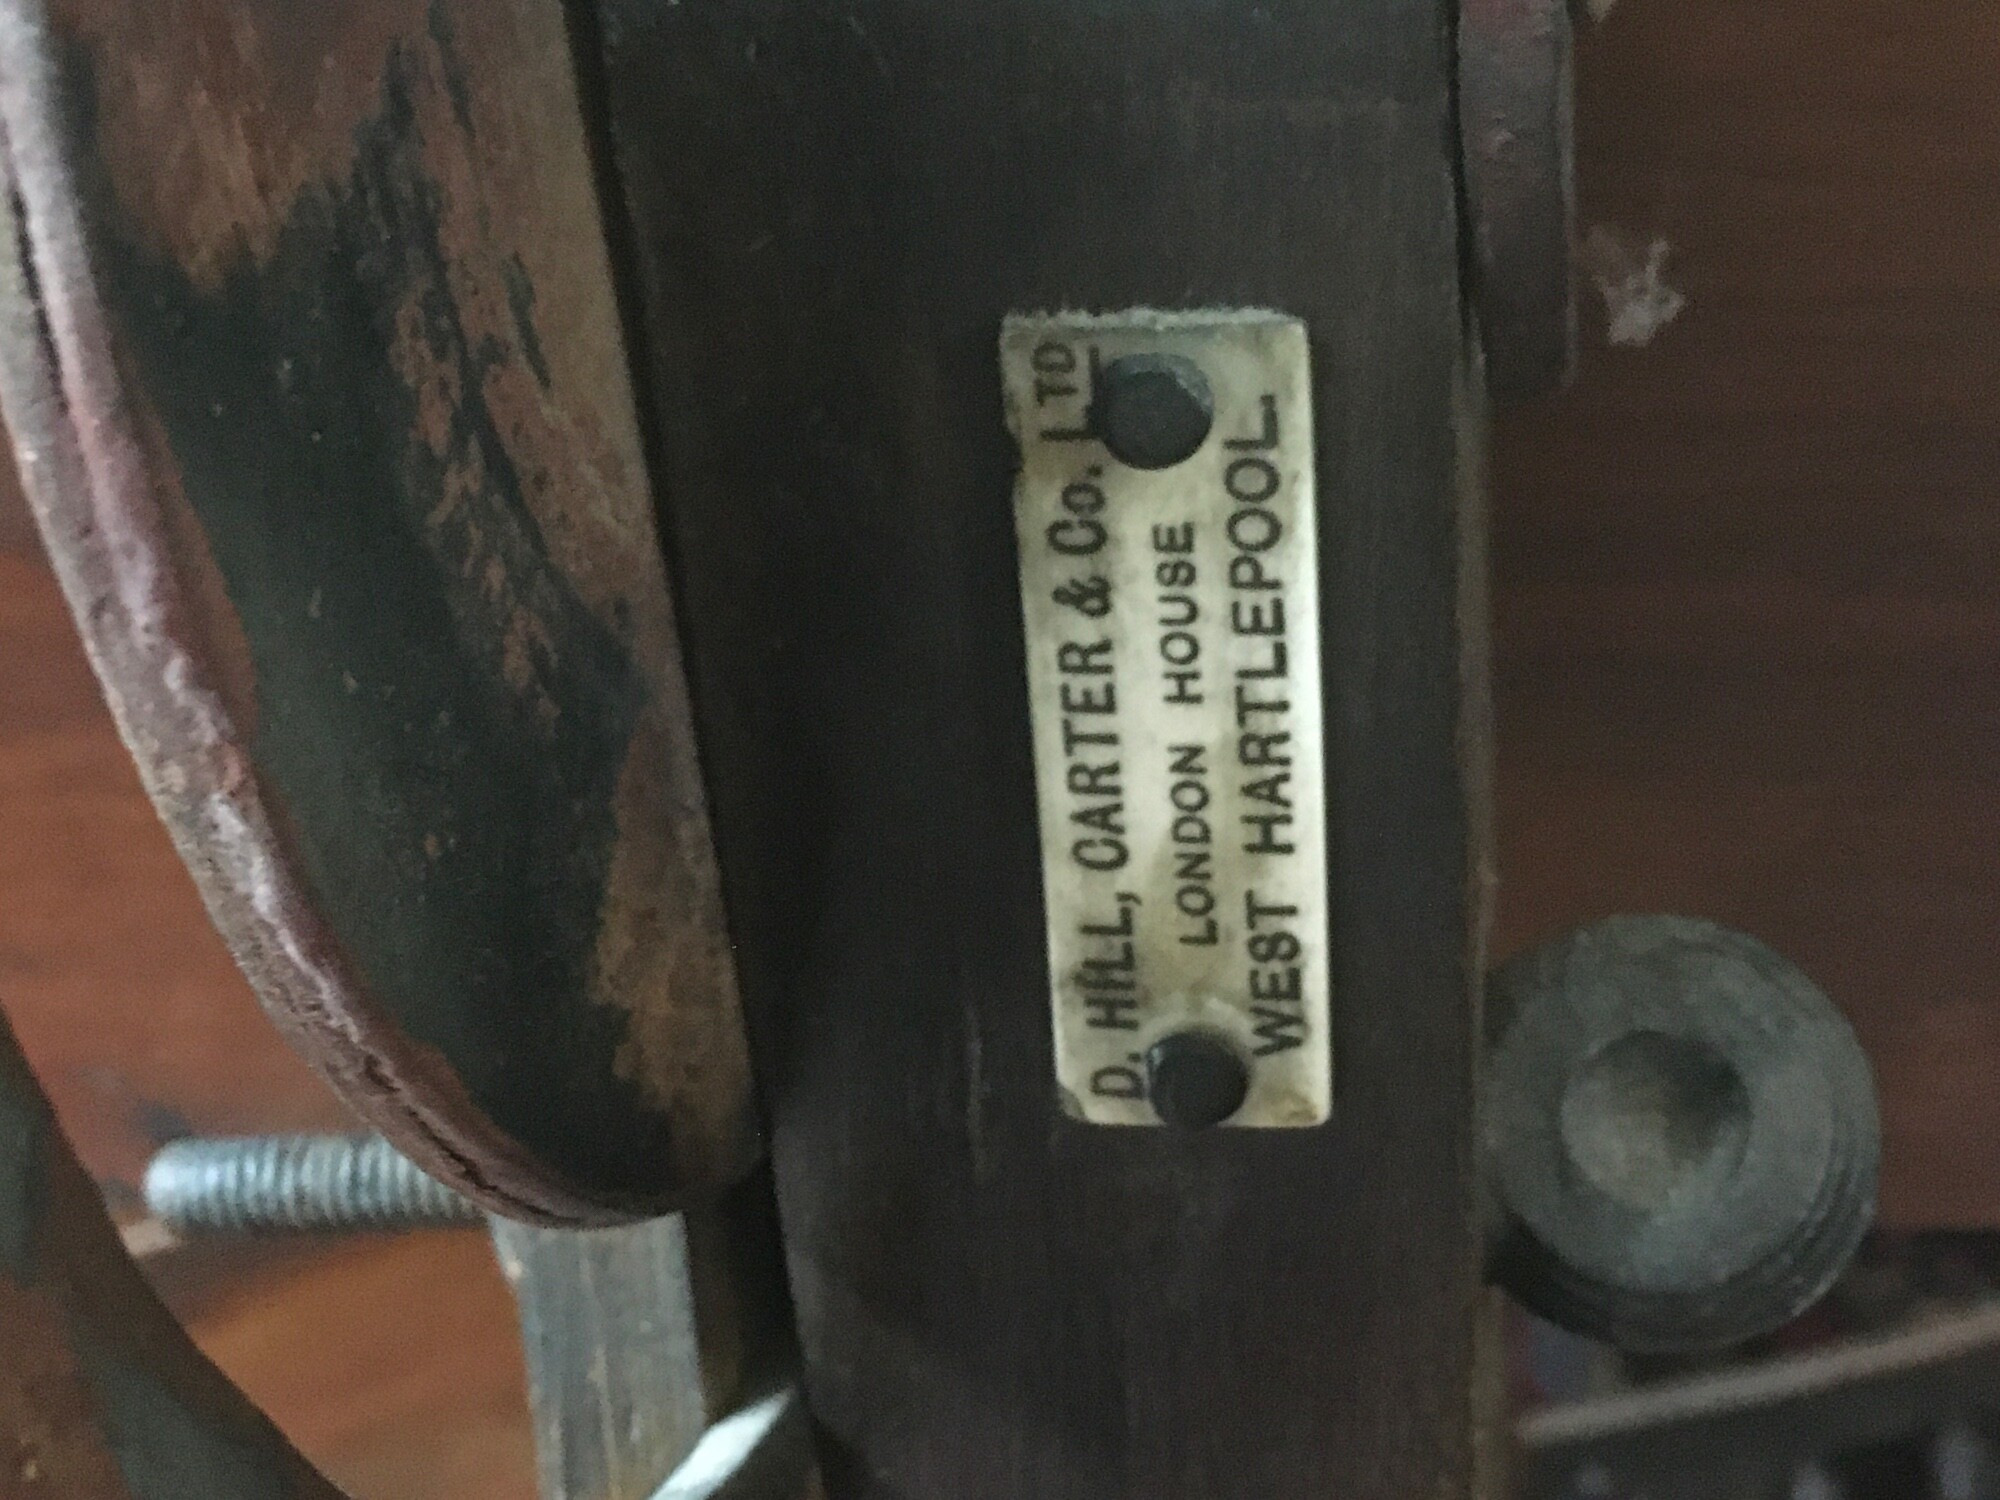 D. HILL, CARTER & Co. LTD
LONDON HOUSE
WEST HARTLEPOOL.